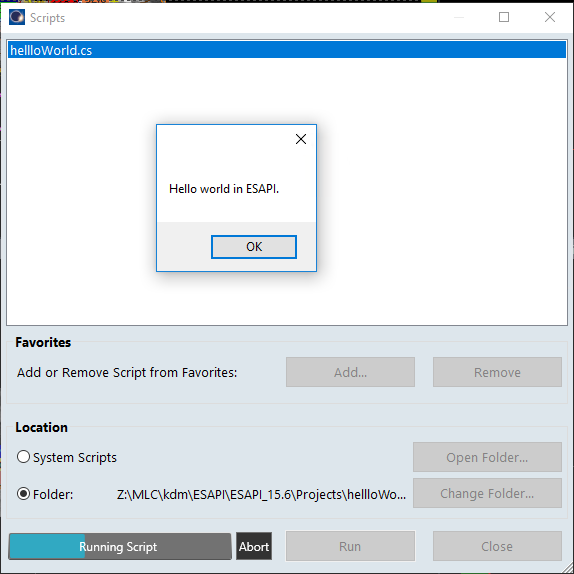 Scripts
hellloWorld.cs
Hello world in ESAPI.
OK
Favorites
Add or Remove Script from Favorites:
Add...
Remove
Location
System Scripts
Open Folder...
Folder:
Z:\MLC\kdm\ESAPI\ESAPI_15.6\Projects\hellloWo...
Change Folder...
Running Script
Abort
Run
Close